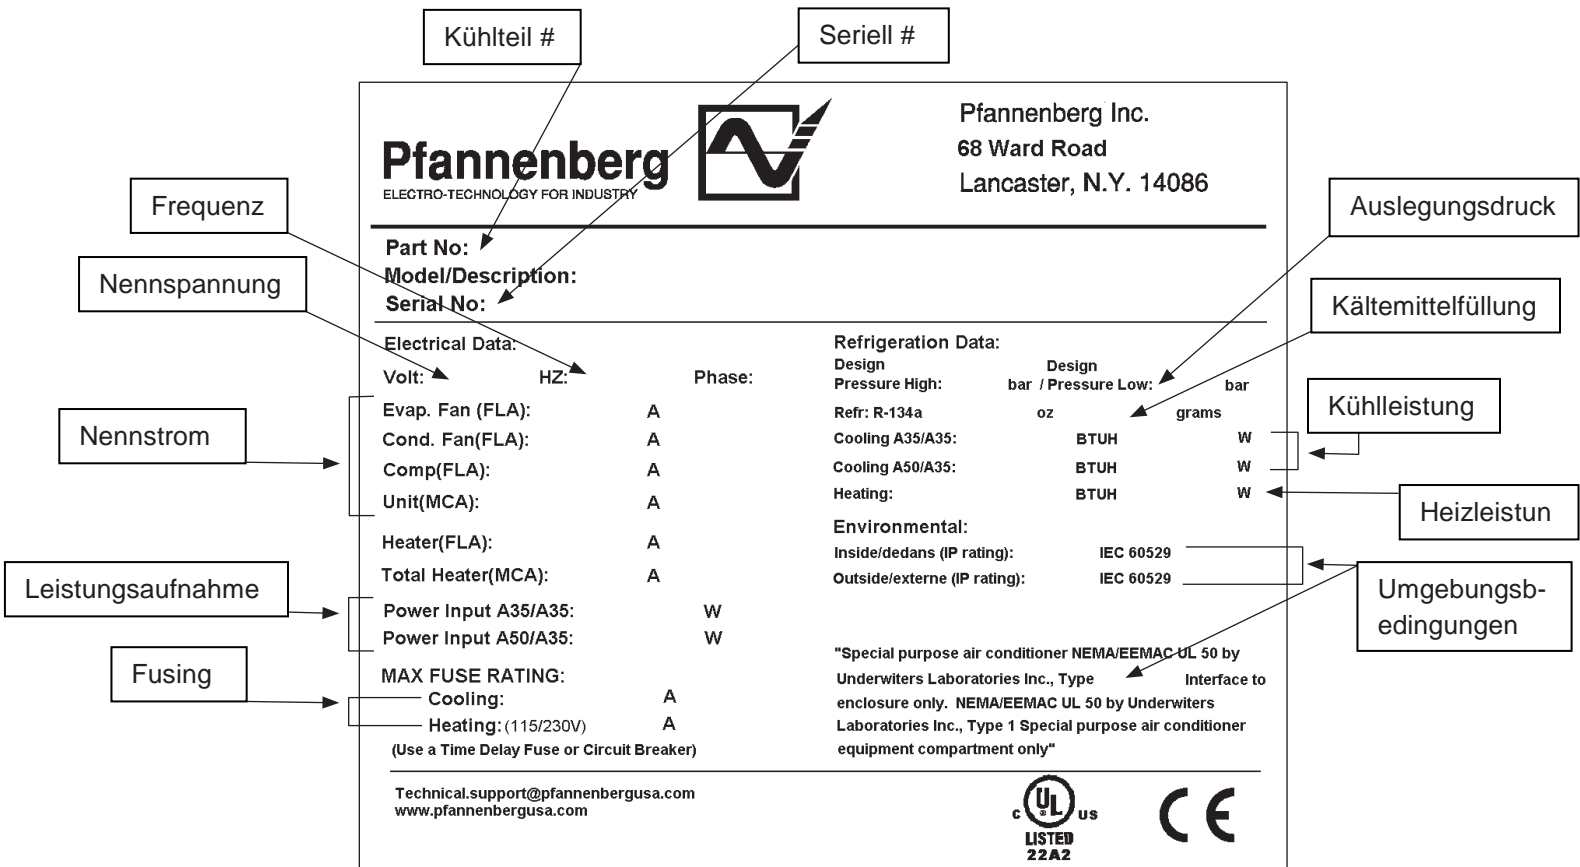 Kühlteil #
Seriell #
Pfannenberg
ELECTRO-TECHNOLOGY FOR INDUSTRY
Pfannenberg Inc.
68 Ward Road
Lancaster, N.Y. 14086
Frequenz
Auslegungsdruck
Part No:
Model/Description:
Serial No:
Nennspannung
Kältemittelfüllung
Electrical Data:
Volt: HZ: Phase:
Evap. Fan (FLA): A
Cond. Fan(FLA): A
Comp(FLA): A
Unit(MCA): A
Nennstrom
Heater(FLA): A
Total Heater(MCA): A
Leistungsaufnahme
Power Input A35/A35: W
Power Input A50/A35: W
Fusing
MAX FUSE RATING:
Cooling: A
Heating: (115/230V) A
(Use a Time Delay Fuse or Circuit Breaker)
Refrigeration Data:
Design Design
Pressure High: bar / Pressure Low: bar
Refr: R-134a oz grams
Cooling A35/A35: BTUH W
Cooling A50/A35: BTUH W
Heating: BTUH W
Kühlleistung
Heizleistun
Environmental:
Inside/dedans (IP rating): IEC 60529
Outside/externe (IP rating): IEC 60529
Umgebungsb-
edingungen
"Special purpose air conditioner NEMA/EEMAC UL 50 by
Underwiters Laboratories Inc., Type Interface to
enclosure only. NEMA/EEMAC UL 50 by Underwiters
Laboratories Inc., Type 1 Special purpose air conditioner
equipment compartment only"
Technical.support@pfannenbergusa.com
www.pfannenbergusa.com
C UL ® US
LISTED
22A2
CE